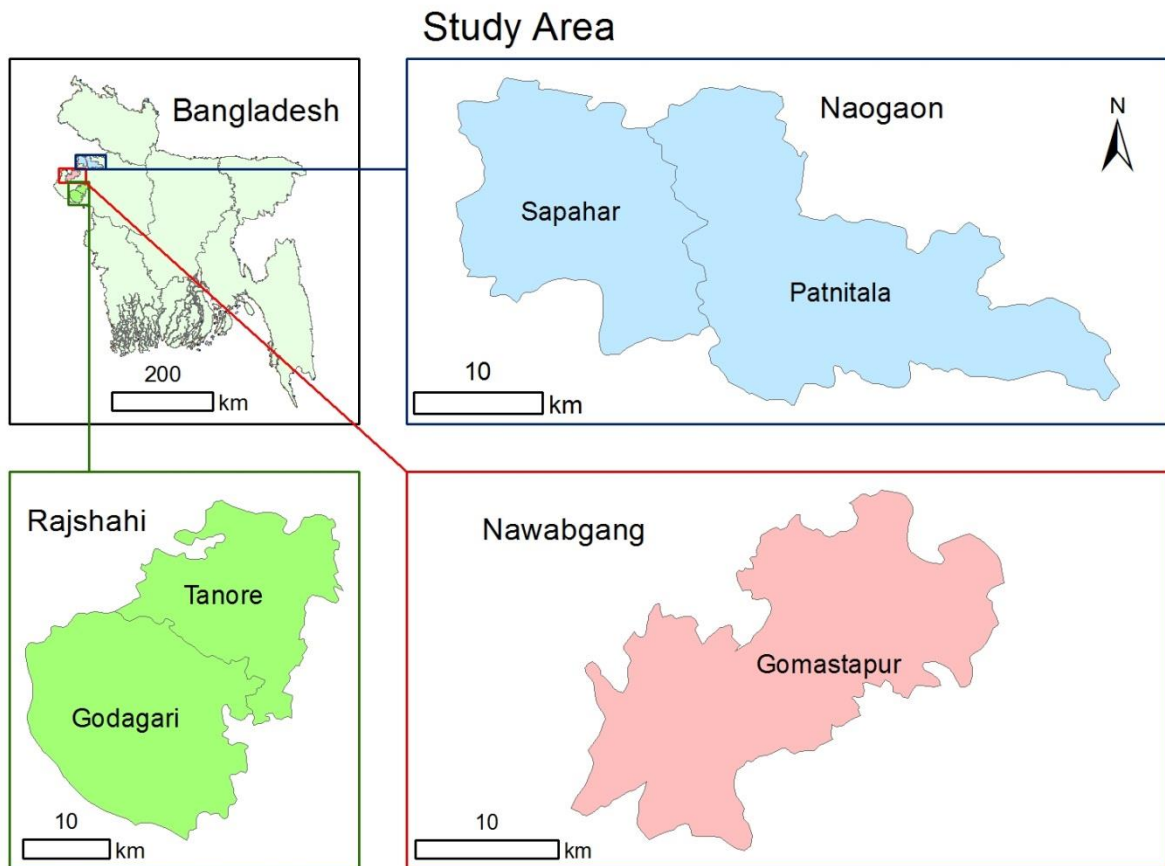 Study Area
Bangladesh
200
km
Naogaon
N
Sapahar
Patnitala
10
km
Rajshahi
Tanore
Godagari
10
km
Nawabgang
Gomastapur
10
km